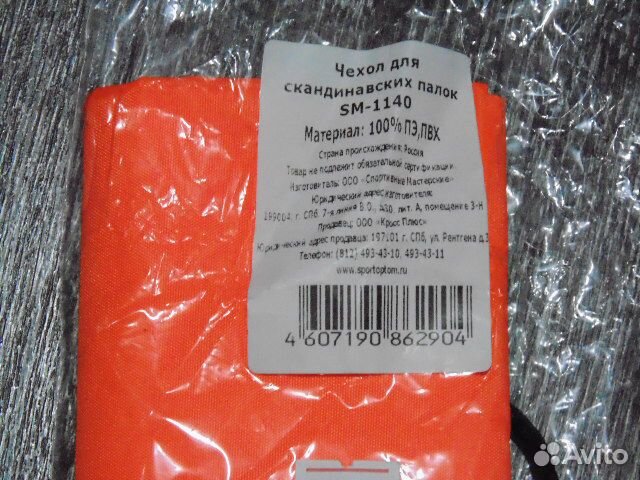 Чехол для
скандинавских палок
SM-1140
Материал: 100% ПЭ,ПВХ
Страна происхождения: Россия
Товар не подлежит обязательной сертификации.
Изготовитель: ООО «Спортивные Мастерские»
Юридический адрес изготовителя:
199004, г. СПб, 7-я линия В.О., д30, лит. А, помещение 3-Н
Продавец: ООО «Кросс Плюс»
Юридический адрес продавца: 197101 г. СПб, ул. Рентгена д.3
Телефон: (812) 493-43-10, 493-43-11
www.sportoptom.ru
4 607190 862904
Avito